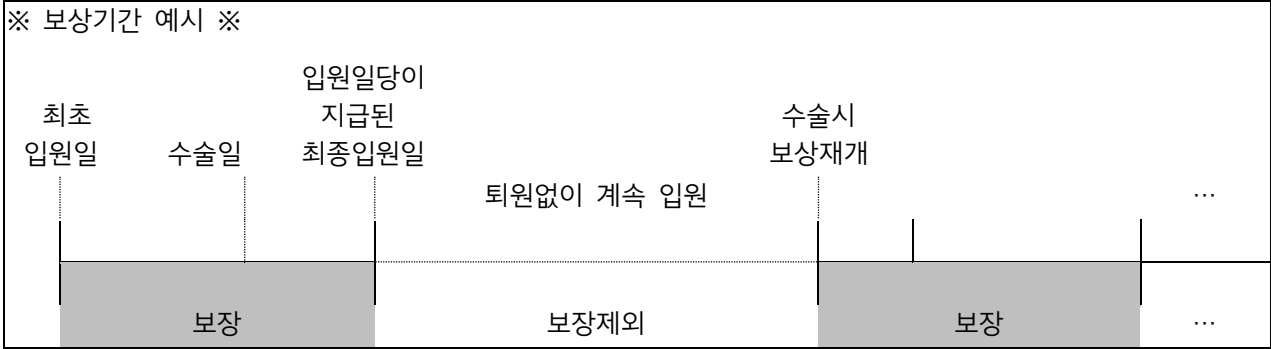 ※ 보상기간 예시 ※
최초
입원일
수술일
입원일당이
지급된
최종입원일
퇴원없이 계속 입원
수술시
보상재개
…
보장
보장제외
보장
…